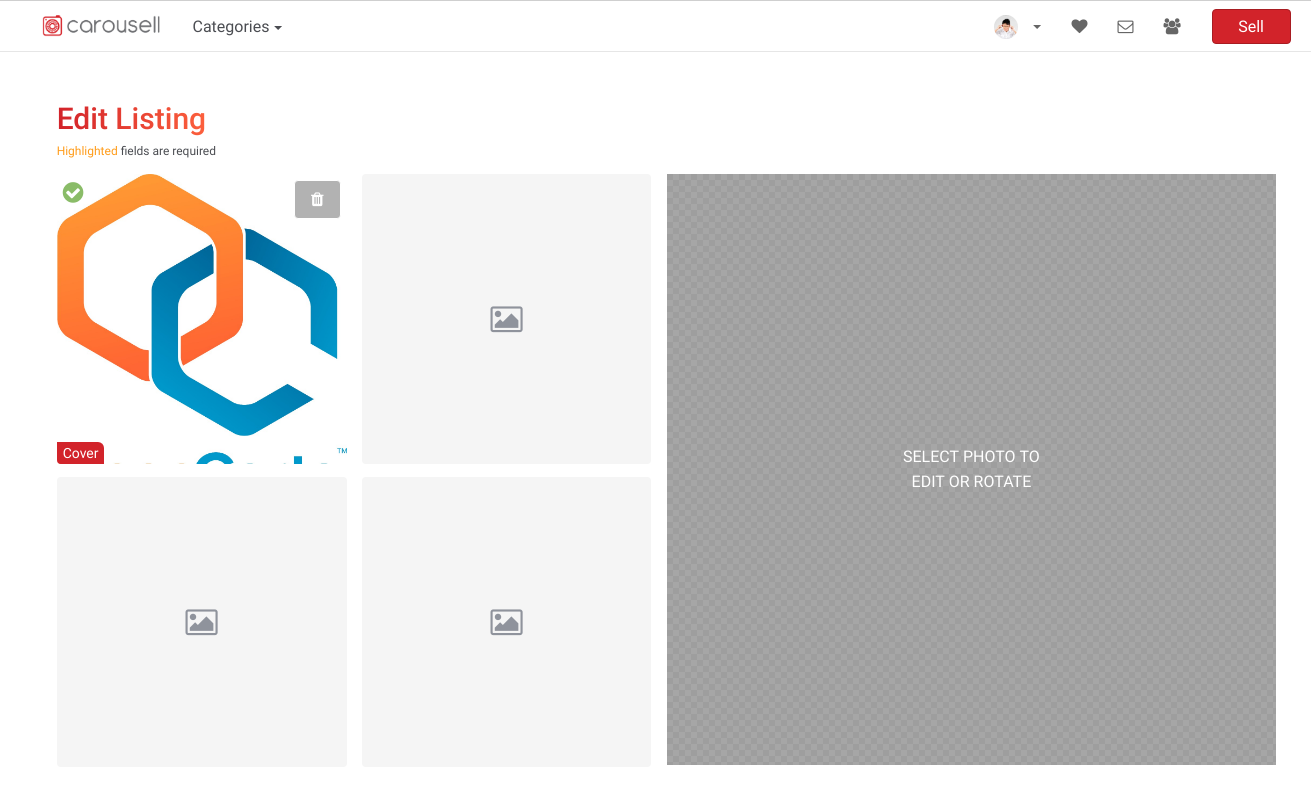 carousell
Categories
Sell
Edit Listing
Highlighted fields are required
Cover
TM
SELECT PHOTO TO
EDIT OR ROTATE